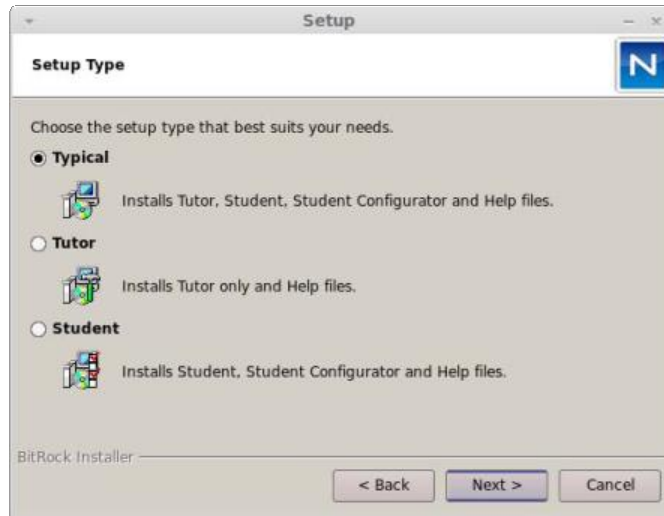 Setup
Setup Type
N
Choose the setup type that best suits your needs.
Typical
Installs Tutor, Student, Student Configurator and Help files.
Tutor
Installs Tutor only and Help files.
Student
Installs Student, Student Configurator and Help files.
BitRock Installer
< Back Next > Cancel